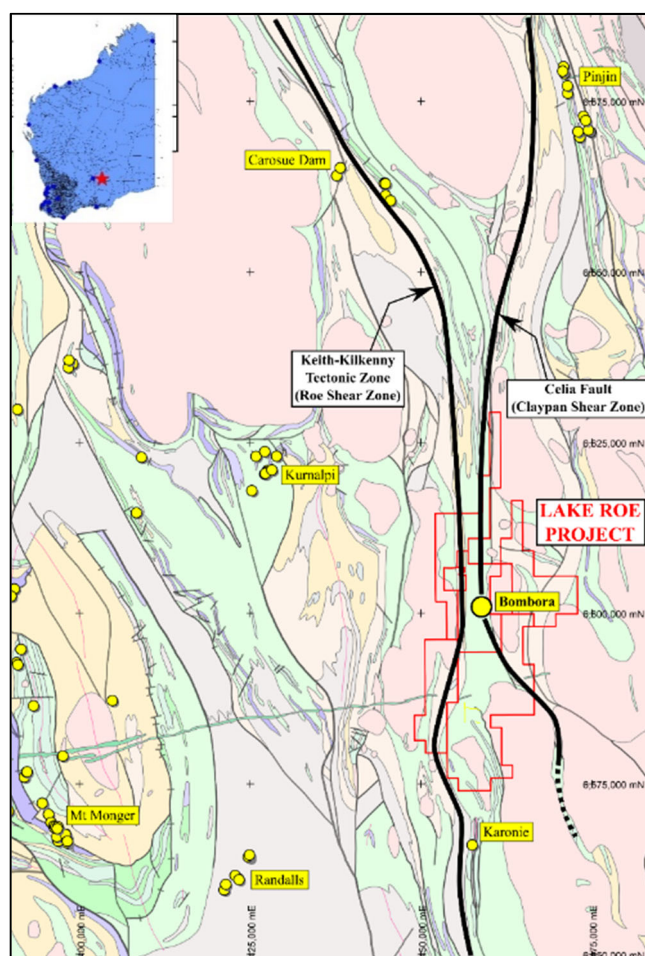 Pinjin
6,675,000 mN
Carosue Dam
6,650,000 mN
Keith-Kilkenny
Tectonic Zone
(Roe Shear Zone)
Celia Fault
(Claypan Shear Zone)
6,625,000 mN
Kurnalpi
LAKE ROE
PROJECT
Bombora
6,600,000 mN
6,575,000 mN
Mt Monger
Karonie
Randalls
400,000 mE
425,000 mE
450,000 mE
475,000 mE